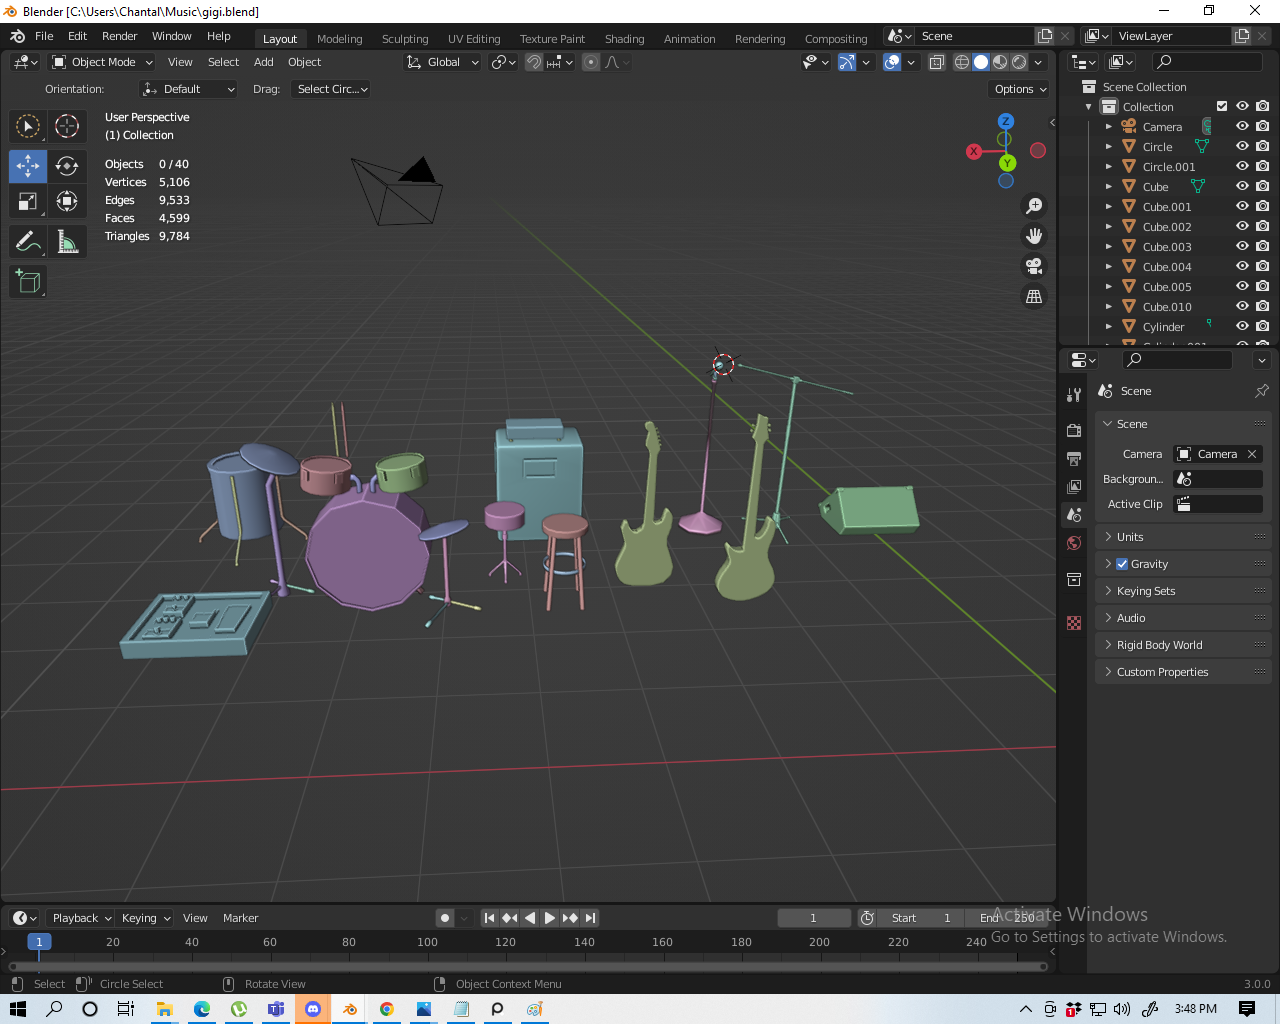 Blender [C:\Users\Chantal\Music\gigi.blend]
File Edit Render Window Help Layout Modeling Sculpting UV Editing Texture Paint Shading Animation Rendering Compositing Scene ViewLayer
Object Mode View Select Add Object Global
Orientation: Default Drag: Select Circ... Options
User Perspective
(1) Collection
Objects 0 / 40
Vertices 5,106
Edges 9,533
Faces 4,599
Triangles 9,784
Z
X
Y
Scene Collection
Collection
Camera
Circle
Circle.001
Cube
Cube.001
Cube.002
Cube.003
Cube.004
Cube.005
Cube.010
Cylinder
Scene
Scene
Camera Camera
Backgroun...
Active Clip
Units
Gravity
Keying Sets
Audio
Rigid Body World
Custom Properties
Playback Keying View Marker 1 Start 1 End 250
1 20 40 60 80 100 120 140 160 180 200 220 240
Activate Windows
Go to Settings to activate Windows.
Select Circle Select Rotate View Object Context Menu 3.0.0
3:48 PM